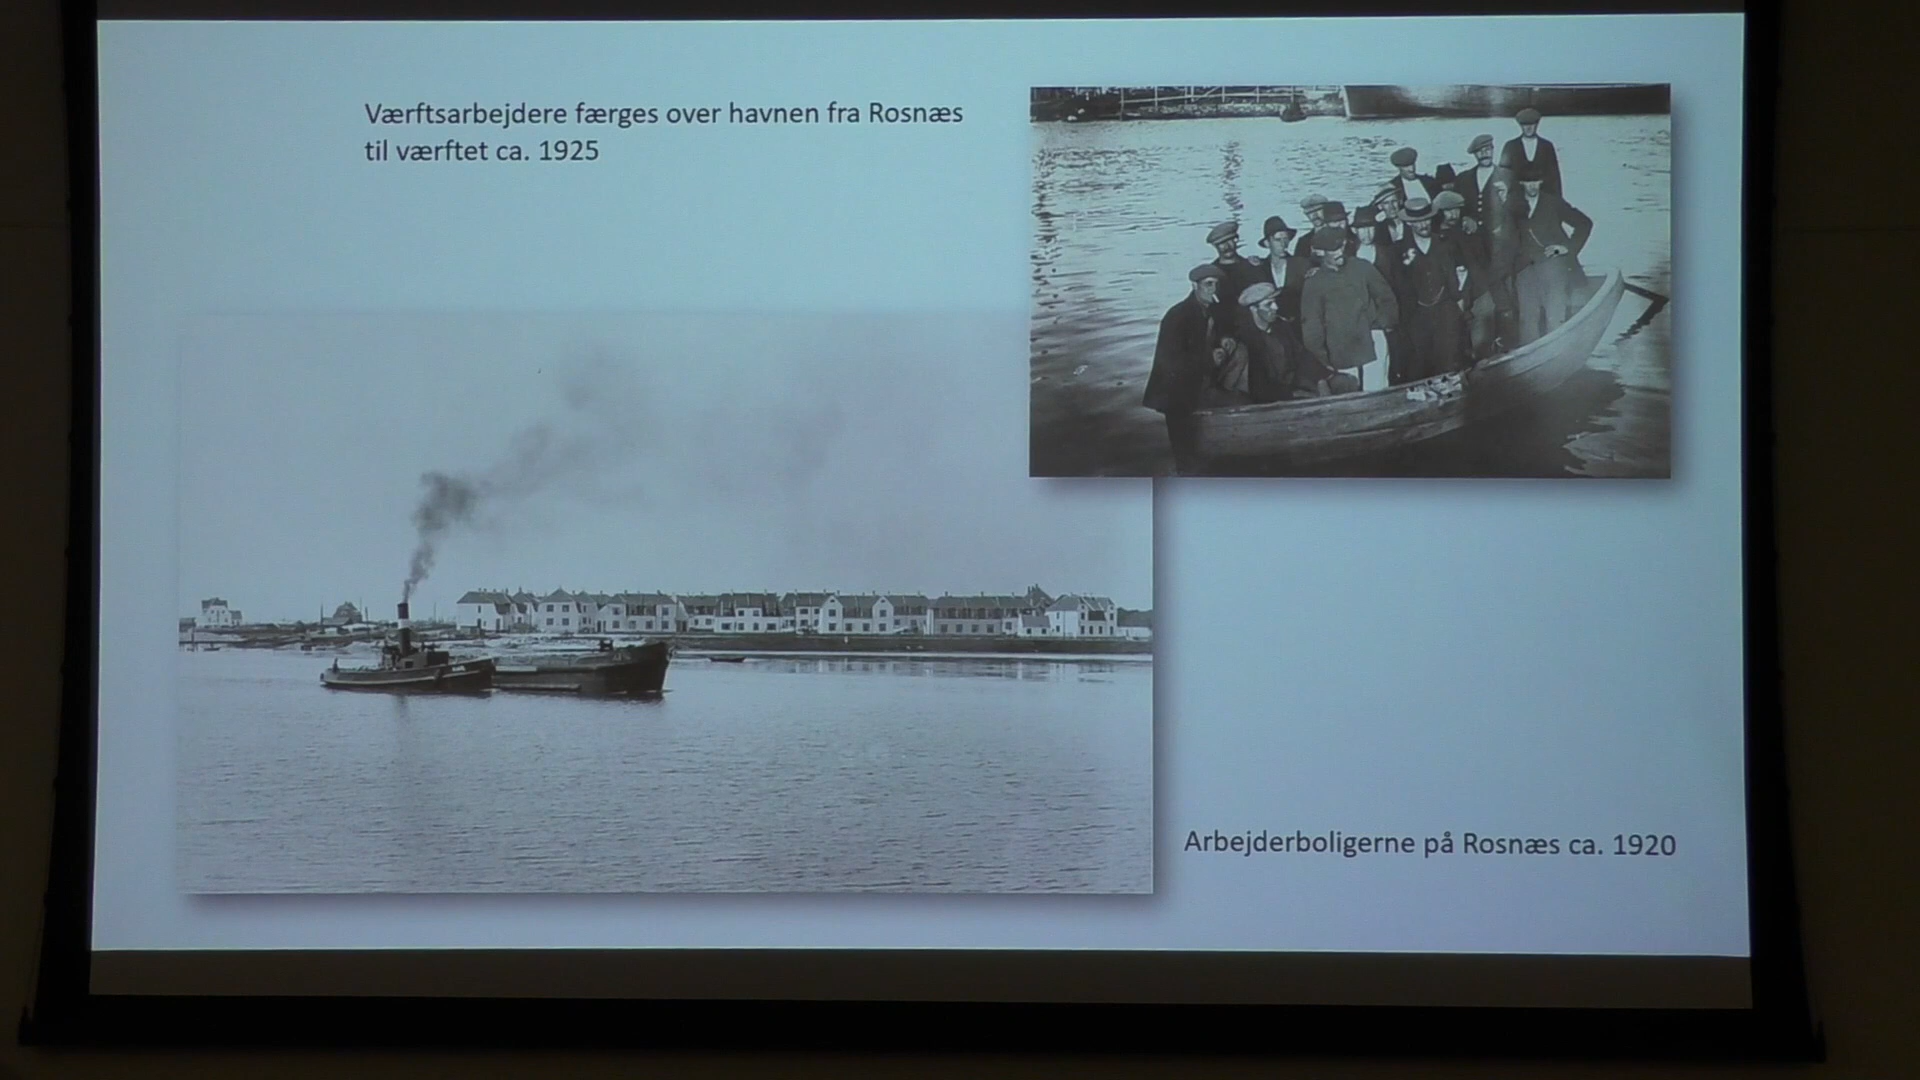 Værftsarbejdere færges over havnen fra Rosnæs
til værftet ca. 1925
Arbejderboligerne på Rosnæs ca. 1920